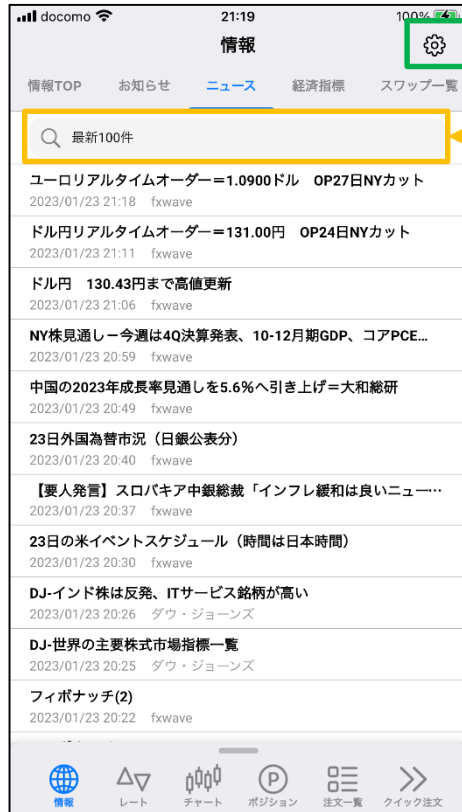 docomo 21:19 100%
情報
情報TOP お知らせ ニュース 経済指標 スワップ一覧
最新100件
ユーロリアルタイムオーダー＝1.0900ドル OP27日NYカット
2023/01/23 21:18 fxwave
ドル円リアルタイムオーダー＝131.00円 OP24日NYカット
2023/01/23 21:11 fxwave
ドル円 130.43円まで高値更新
2023/01/23 21:06 fxwave
NY株見通しー今週は4Q決算発表、10-12月期GDP、コアPCE...
2023/01/23 20:59 fxwave
中国の2023年成長率見通しを5.6％へ引き上げ＝大和総研
2023/01/23 20:49 fxwave
23日外国為替市況（日銀公表分）
2023/01/23 20:40 fxwave
【要人発言】スロバキア中銀総裁「インフレ緩和は良いニュー…
2023/01/23 20:37 fxwave
23日の米イベントスケジュール（時間は日本時間）
2023/01/23 20:30 fxwave
DJ-インド株は反発、ITサービス銘柄が高い
2023/01/23 20:26 ダウ・ジョーンズ
DJ-世界の主要株式市場指標一覧
2023/01/23 20:25 ダウ・ジョーンズ
フィボナッチ(2)
2023/01/23 20:22 fxwave
情報 レート チャート ポジション 注文一覧 クイック注文